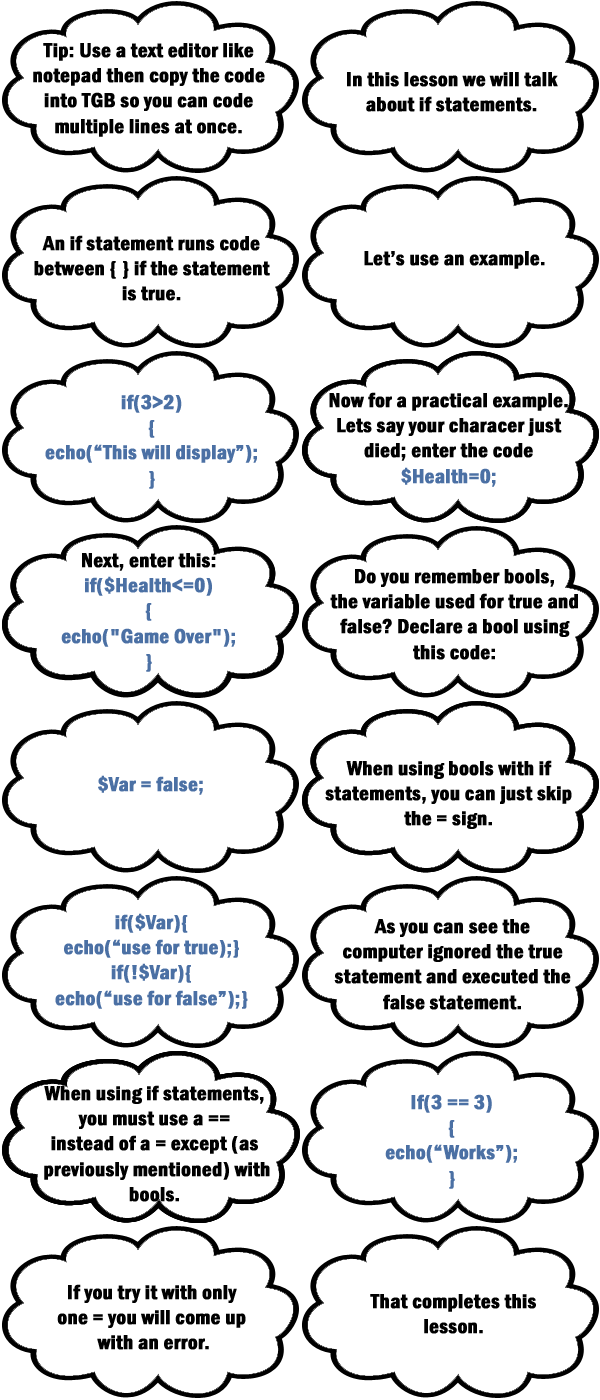 Tip: Use a text editor like
notepad then copy the code
into TGB so you can code
multiple lines at once.
In this lesson we will talk
about if statements.
An if statement runs code
between { } if the statement
is true.
Let’s use an example.
if(3>2)
{
echo(“This will display”);
}
Now for a practical example.
Lets say your characer just
died; enter the code
$Health=0;
Next, enter this:
if($Health<=0)
{
echo("Game Over");
}
Do you remember bools,
the variable used for true and
false? Declare a bool using
this code:
$Var = false;
When using bools with if
statements, you can just skip
the = sign.
if($Var){
echo(“use for true);}
if(!$Var){
echo(“use for false”);}
As you can see the
computer ignored the true
statement and executed the
false statement.
When using if statements,
you must use a ==
instead of a = except (as
previously mentioned) with
bools.
If(3 == 3)
{
echo(“Works”);
}
If you try it with only
one = you will come up
with an error.
That completes this
lesson.